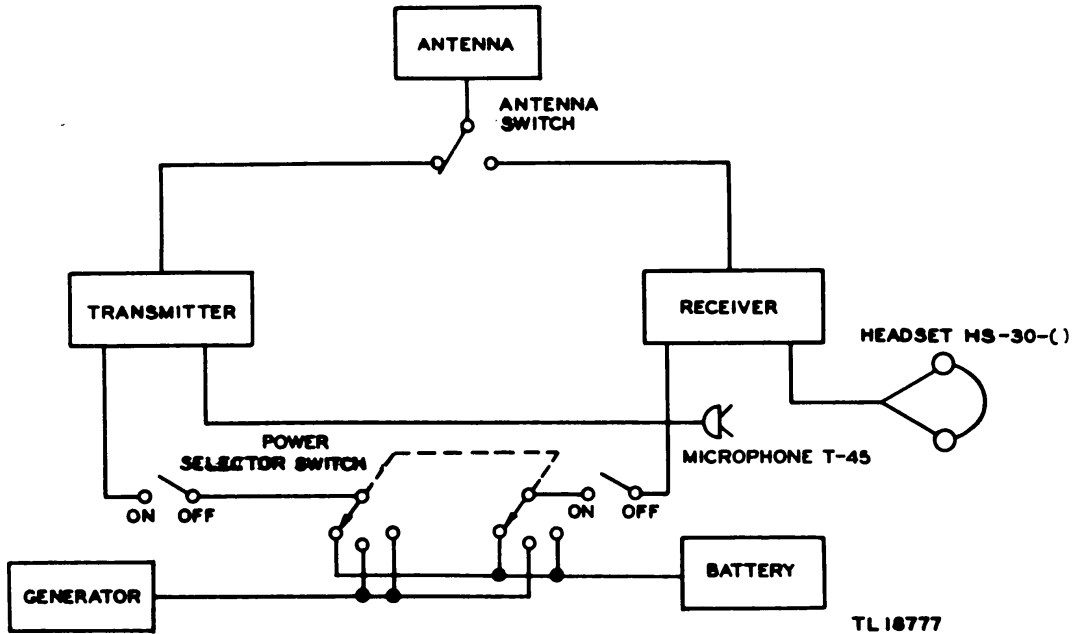 ANTENNA
ANTENNA
SWITCH
TRANSMITTER
RECEIVER
HEADSET HS-30-( )
MICROPHONE T-45
POWER
SELECTOR SWITCH
ON OFF
ON OFF
GENERATOR
BATTERY
TL 18777